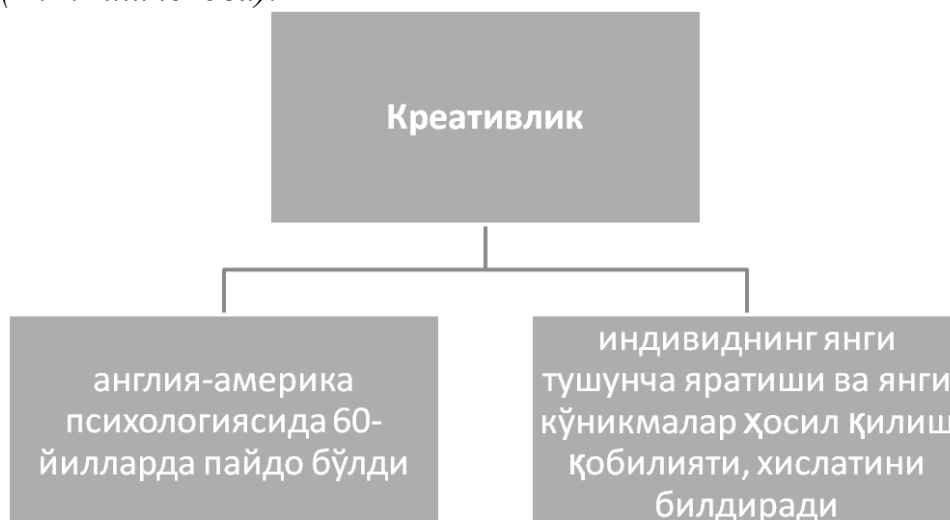 Креативлик
англия-америка
психологиясида 60-
йилларда пайдо бўлди
индивиднинг янги
тушунча яратиши ва янги
кўникмалар ҳосил қилиш
қобилияти, хислатини
билдиради